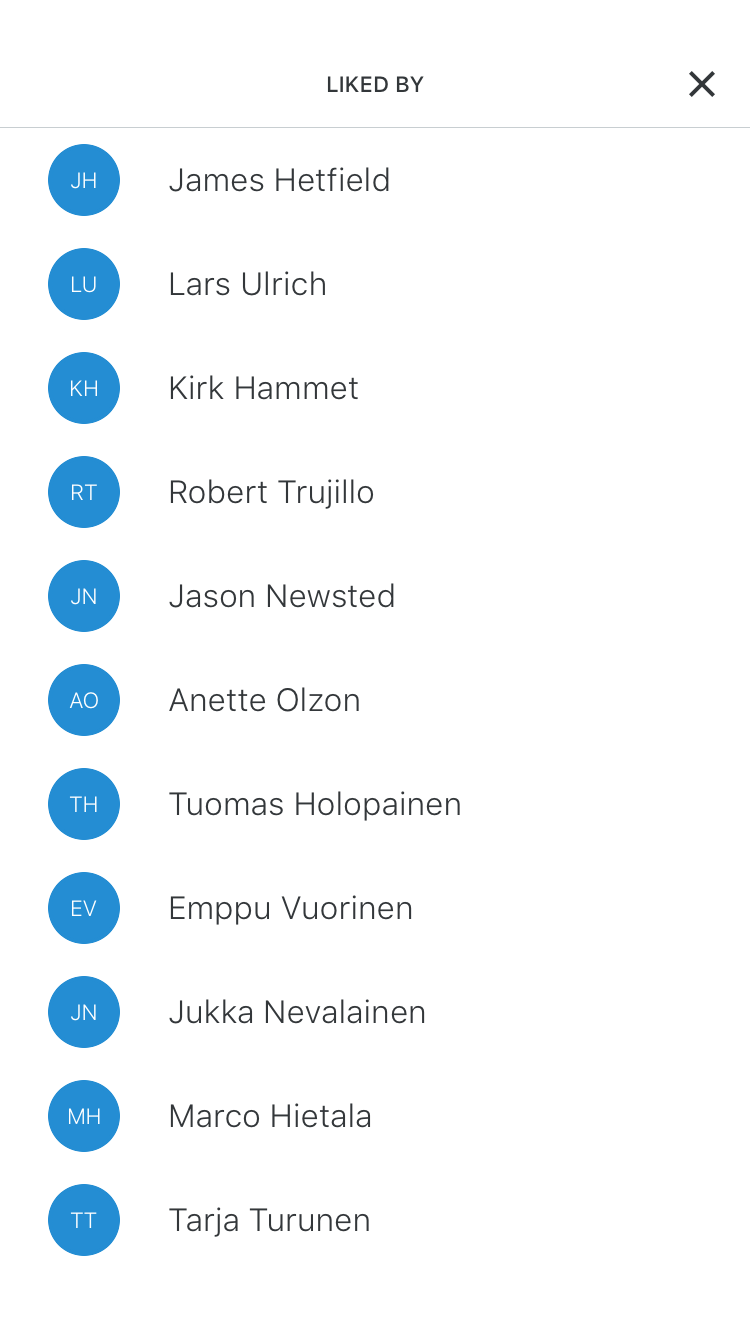 LIKED BY
JH James Hetfield
LU Lars Ulrich
KH Kirk Hammet
RT Robert Trujillo
JN Jason Newsted
AO Anette Olzon
TH Tuomas Holopainen
EV Emppu Vuorinen
JN Jukka Nevalainen
MH Marco Hietala
TT Tarja Turunen